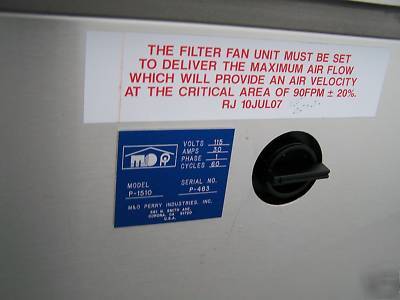 THE FILTER FAN UNIT MUST BE SET
TO DELIVER THE MAXIMUM AIR FLOW
WHICH WILL PROVIDE AN AIR VELOCITY
AT THE CRITICAL AREA OF 90FPM ± 20%.
RJ 10JUL07
MOP
VOLTS 115
AMPS 30
PHASE 1
CYCLES 60
MODEL SERIAL NO.
P-1510 P-483
M&O PERRY INDUSTRIES, INC.
CORONA, CA
U.S.A.